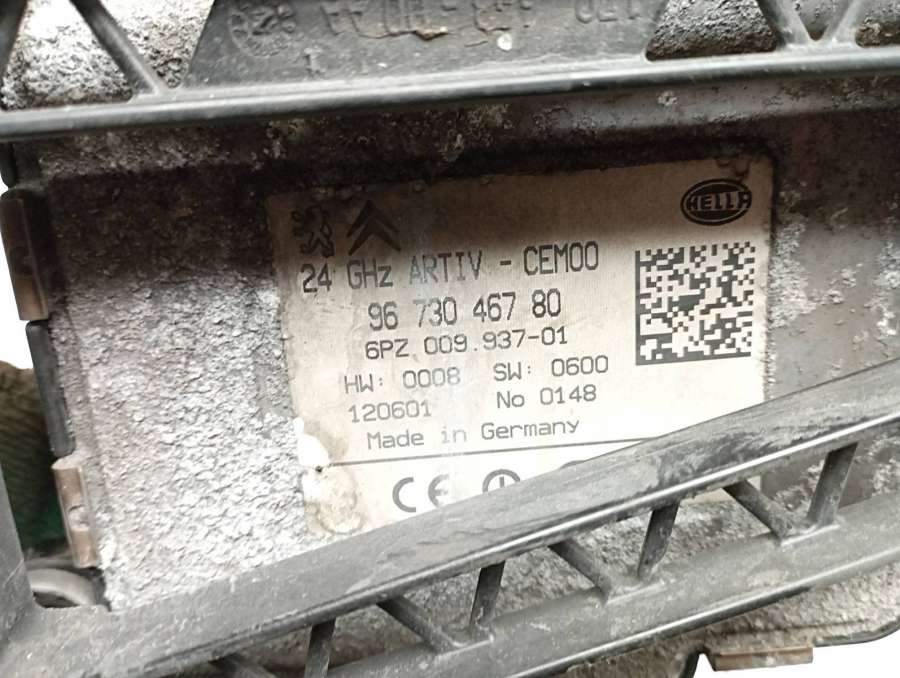 HELLA
24 GHz ARTIV - CEM00
96 730 467 80
6PZ 009.937-01
HW: 0008 SW: 0600
120601 No 0148
Made in Germany
CE